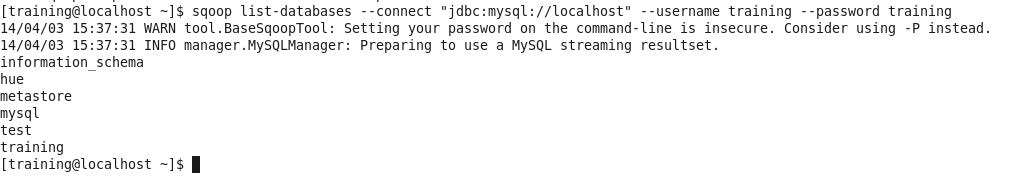 [training@localhost ~]$ sqoop list-databases --connect "jdbc:mysql://localhost" --username training --password training
14/04/03 15:37:31 WARN tool.BaseSqoopTool: Setting your password on the command-line is insecure. Consider using -P instead.
14/04/03 15:37:31 INFO manager.MySQLManager: Preparing to use a MySQL streaming resultset.
information_schema
hue
metastore
mysql
test
training
[training@localhost ~]$